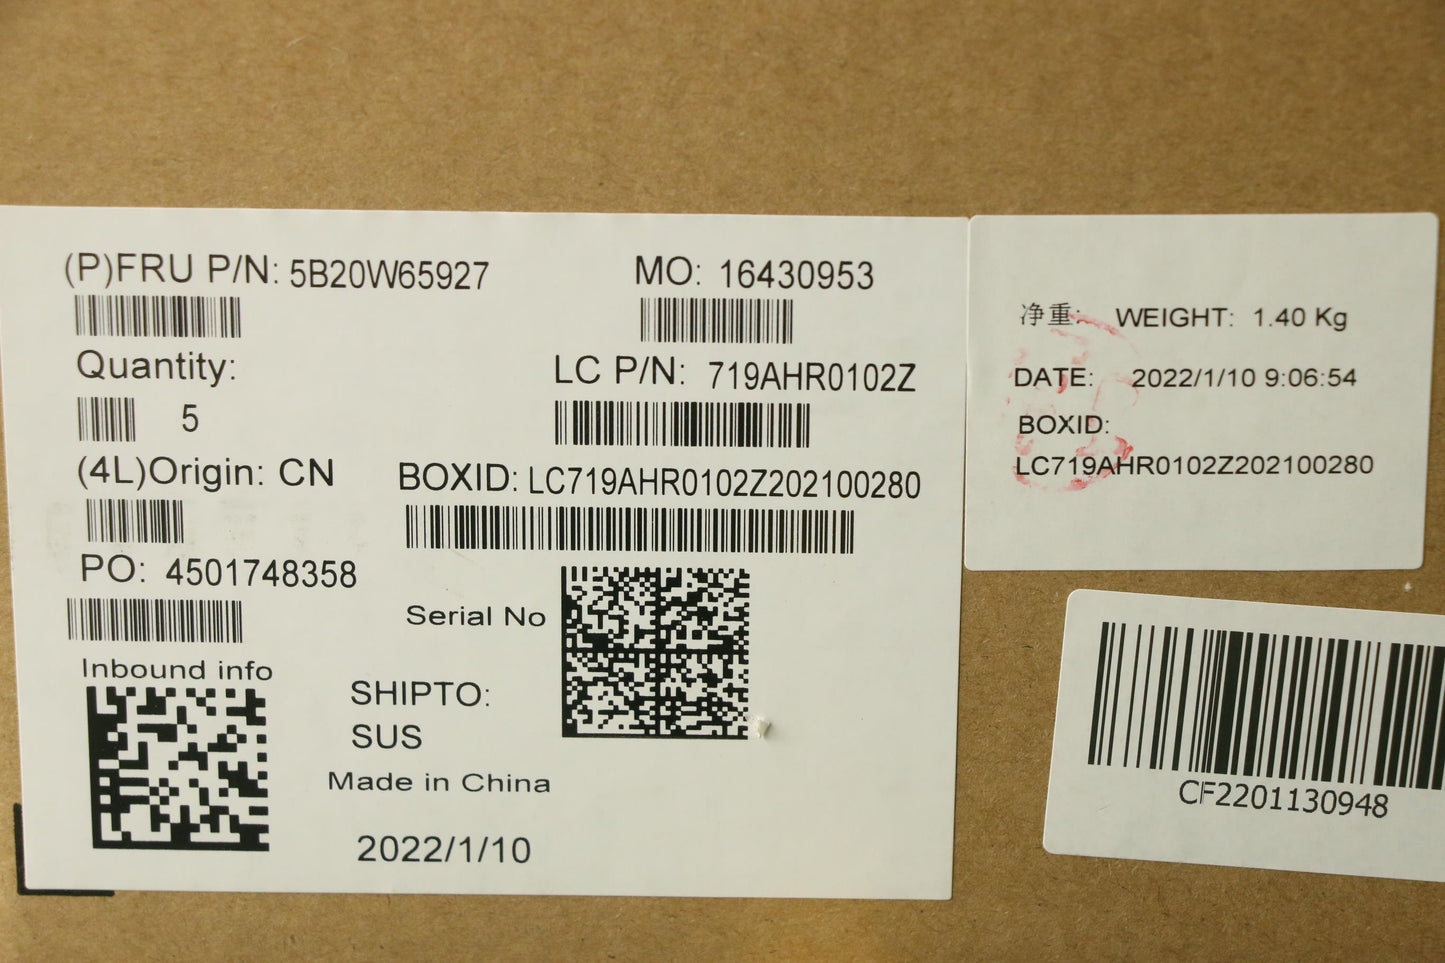 (P)FRU P/N: 5B20W65927
MO: 16430953
Quantity:
5
LC P/N: 719AHR0102Z
(4L)Origin: CN
BOXID: LC719AHR0102Z202100280
PO: 4501748358
Serial No
Inbound info
SHIPTO:
SUS
Made in China
2022/1/10
净重: WEIGHT: 1.40 Kg
DATE: 2022/1/10 9:06:54
BOXID:
LC719AHR0102Z202100280
CF2201130948